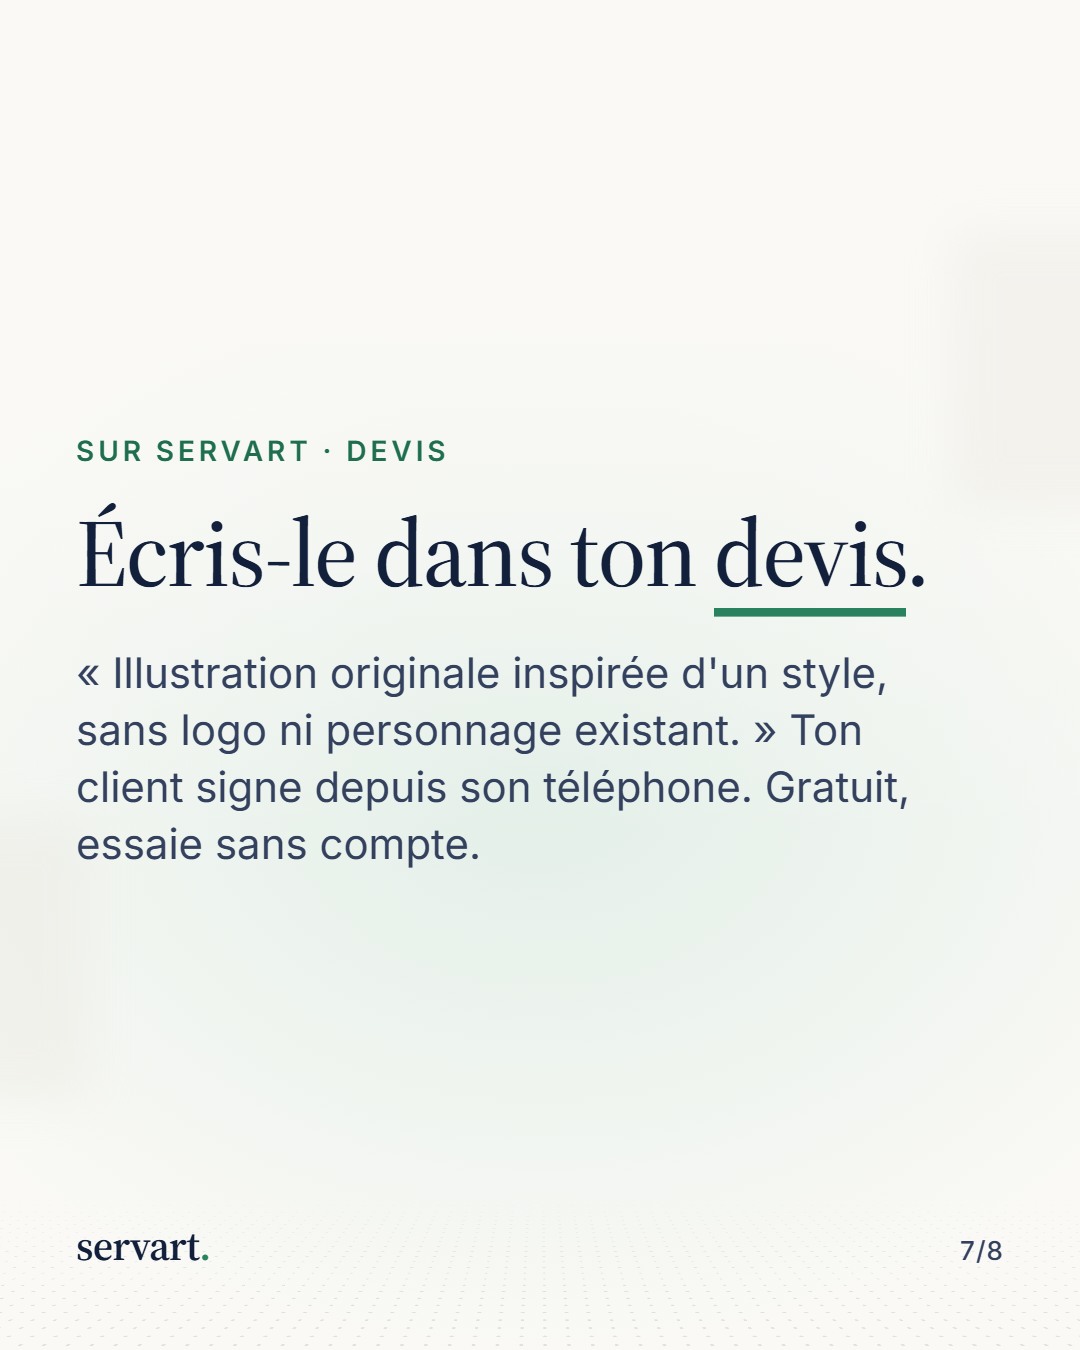 SUR SERVART · DEVIS
Écris-le dans ton devis.
« Illustration originale inspirée d'un style,
sans logo ni personnage existant. » Ton
client signe depuis son téléphone. Gratuit,
essaie sans compte.
servart.
7/8